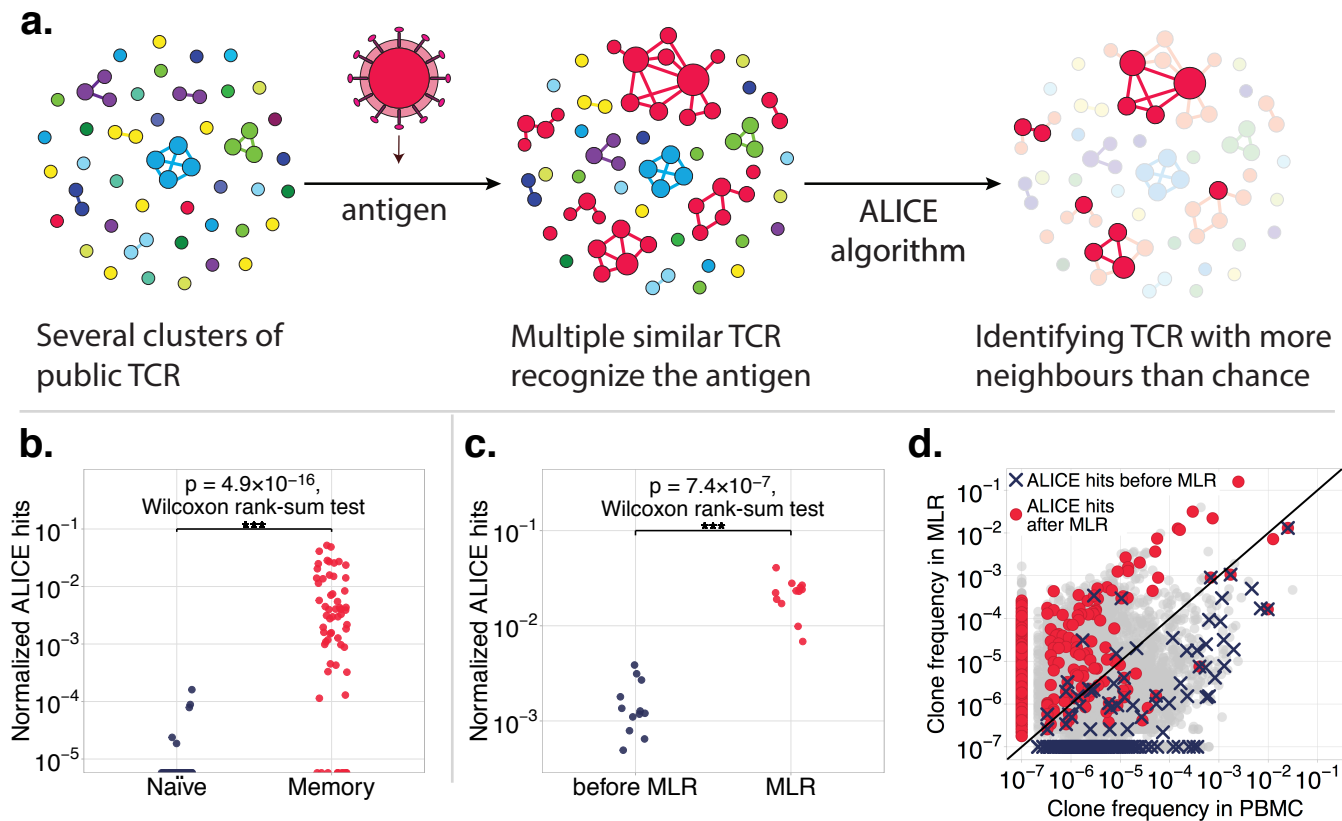 a.
antigen
ALICE
algorithm
Several clusters of
public TCR
Multiple similar TCR
recognize the antigen
Identifying TCR with more
neighbours than chance
b.
p = 4.9×10⁻¹⁶,
Wilcoxon rank-sum test
***
Normalized ALICE hits
10⁻¹
10⁻²
10⁻³
10⁻⁴
10⁻⁵
Naïve
Memory
c.
p = 7.4×10⁻⁷,
Wilcoxon rank-sum test
***
Normalized ALICE hits
10⁻¹
10⁻²
10⁻³
before MLR
MLR
d.
ALICE hits before MLR
ALICE hits
after MLR
Clone frequency in MLR
10⁻¹
10⁻²
10⁻³
10⁻⁴
10⁻⁵
10⁻⁶
10⁻⁷
10⁻⁷ 10⁻⁶ 10⁻⁵ 10⁻⁴ 10⁻³ 10⁻² 10⁻¹
Clone frequency in PBMC